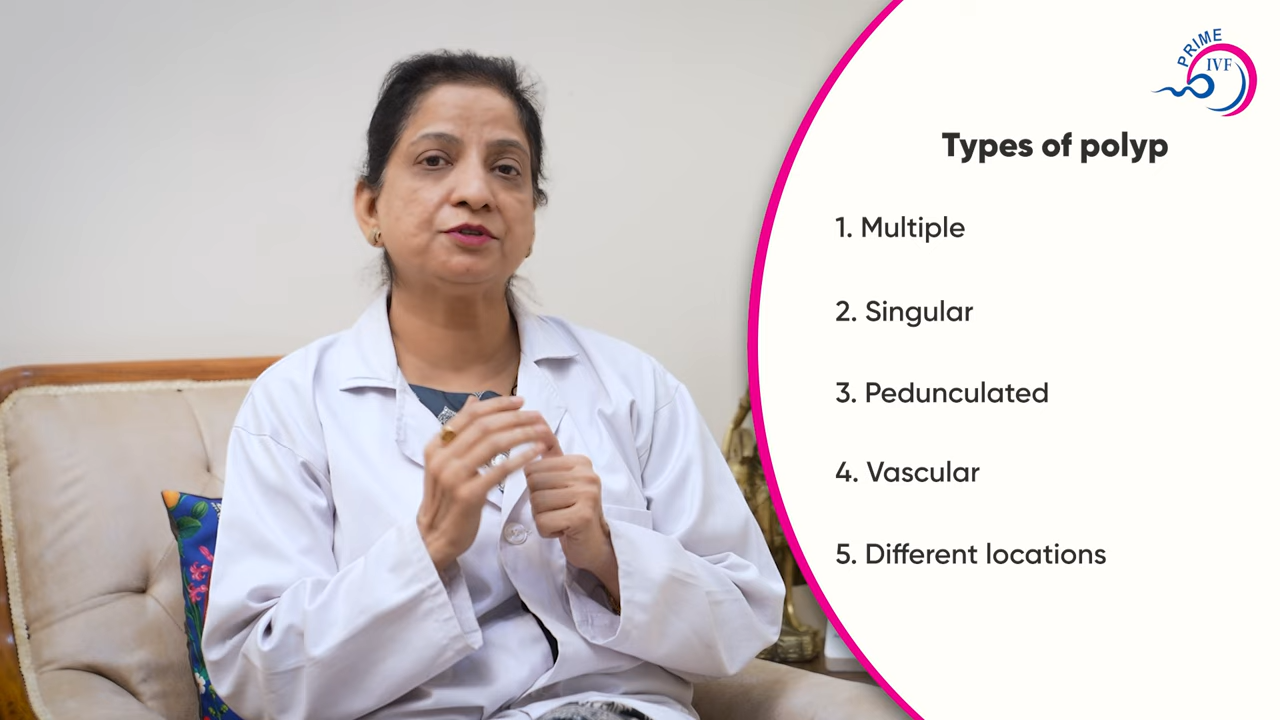 PRIME
IVF
Types of polyp
1. Multiple
2. Singular
3. Pedunculated
4. Vascular
5. Different locations